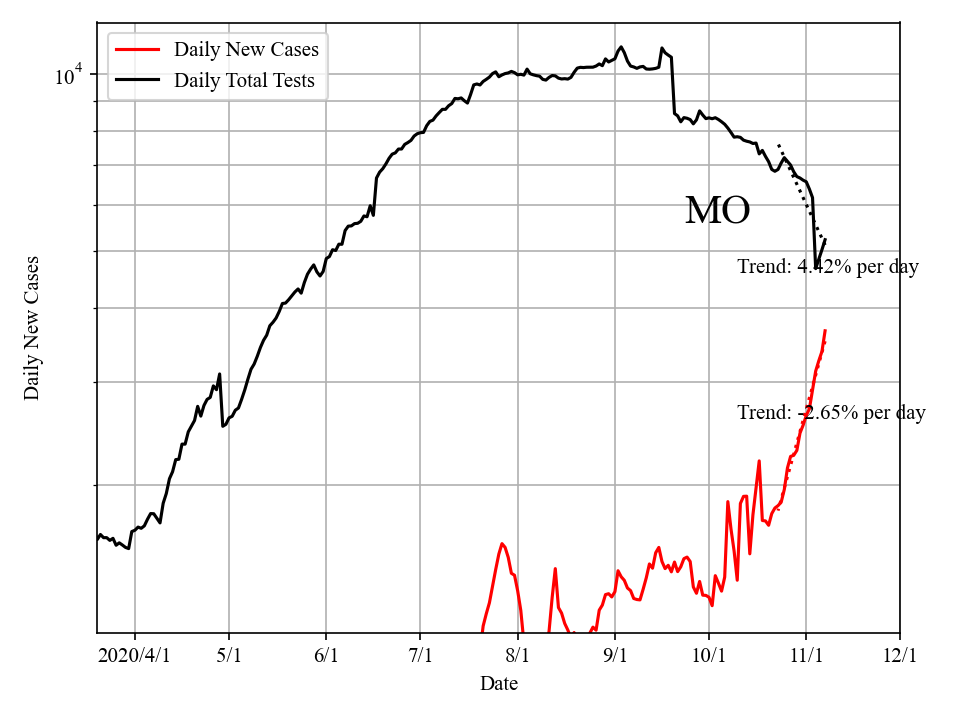 Daily New Cases
Daily Total Tests
10^4
MO
Trend: 4.42% per day
Trend: -2.65% per day
Daily New Cases
2020/4/1 5/1 6/1 7/1 8/1 9/1 10/1 11/1 12/1
Date